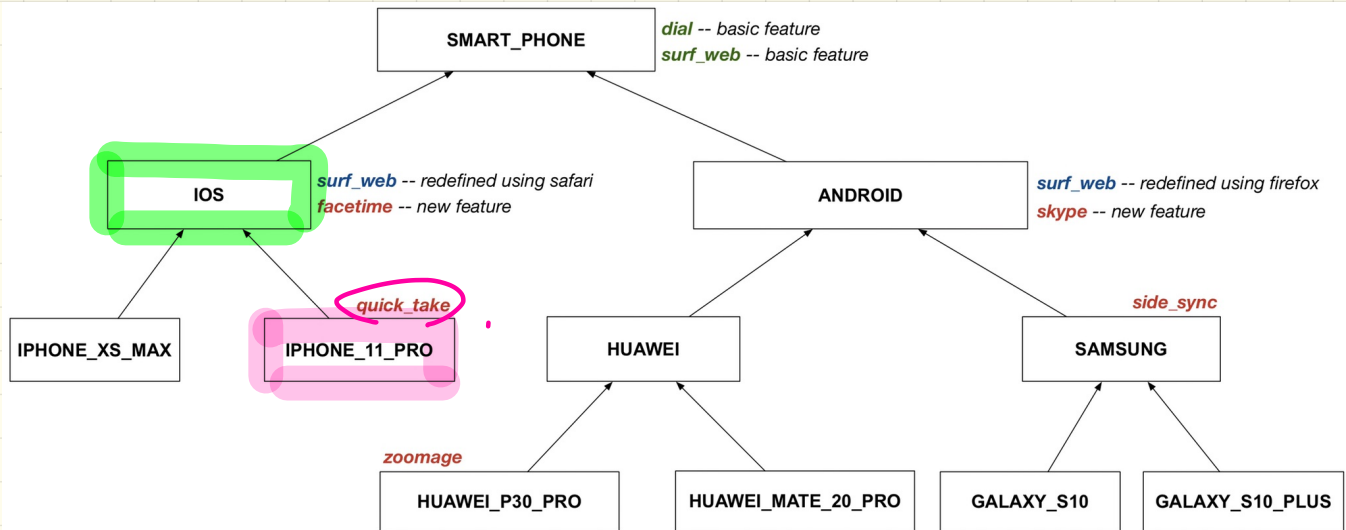 SMART_PHONE
dial -- basic feature
surf_web -- basic feature
IOS
surf_web -- redefined using safari
facetime -- new feature
ANDROID
surf_web -- redefined using firefox
skype -- new feature
quick_take
side_sync
IPHONE_XS_MAX
IPHONE_11_PRO
HUAWEI
SAMSUNG
zoomage
HUAWEI_P30_PRO
HUAWEI_MATE_20_PRO
GALAXY_S10
GALAXY_S10_PLUS